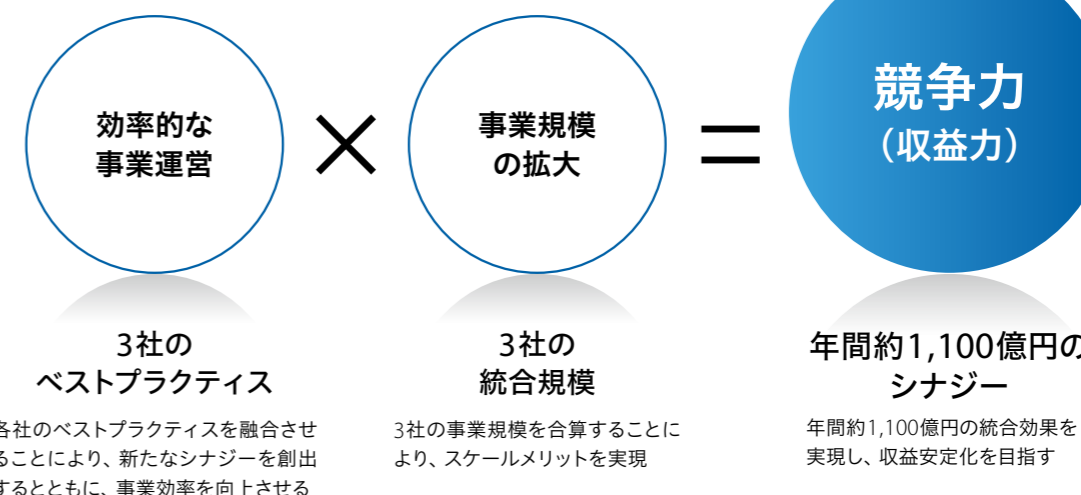 効率的な
事業運営
×
事業規模
の拡大
=
競争力
（収益力）
3社の
ベストプラクティス
各社のベストプラクティスを融合させ
ることにより、新たなシナジーを創出
するとともに、事業効率を向上させる
3社の
統合規模
3社の事業規模を合算することに
より、スケールメリットを実現
年間約1,100億円の
シナジー
年間約1,100億円の統合効果を
実現し、収益安定化を目指す